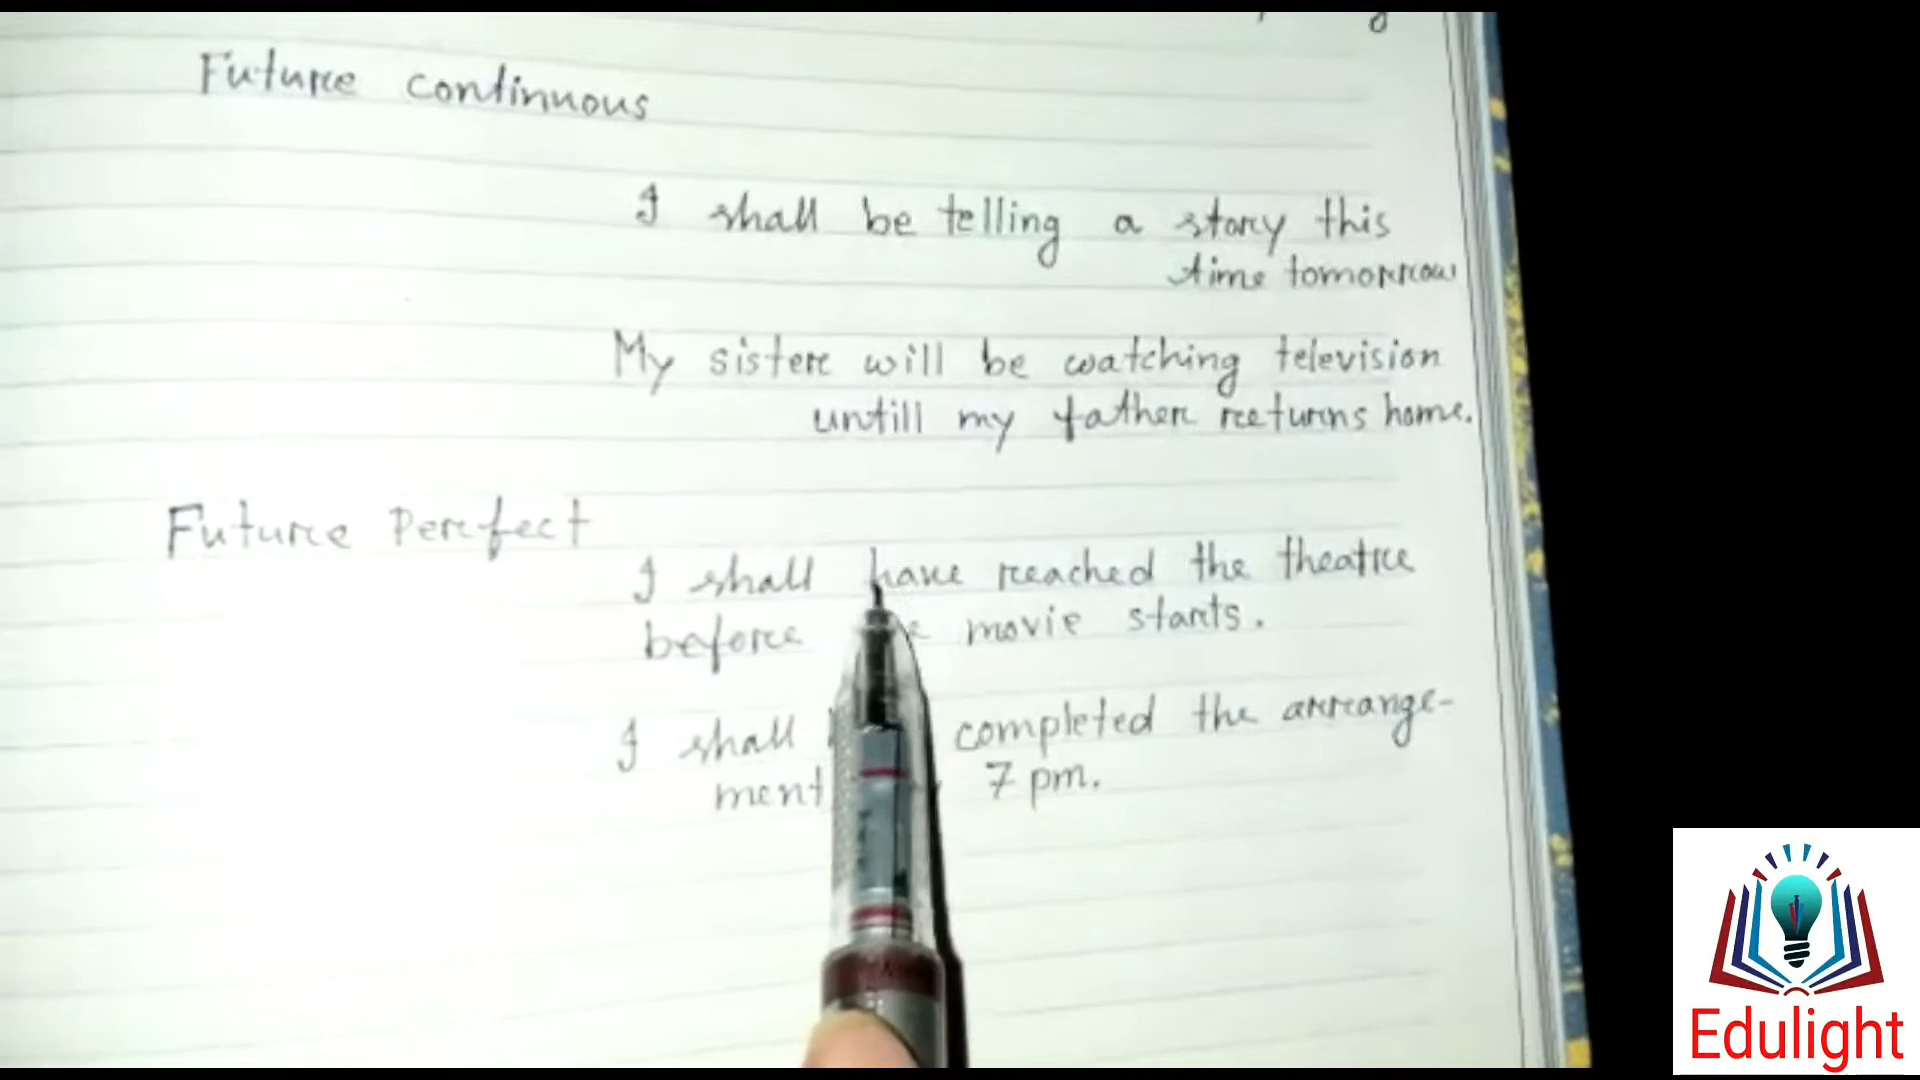 Future continuous
I shall be telling a story this
time tomorrow
My sister will be watching television
untill my father returns home.
Future Perfect
I shall have reached the theatre
before movie starts.
I shall completed the arrange-
ment 7 pm.
Edulight